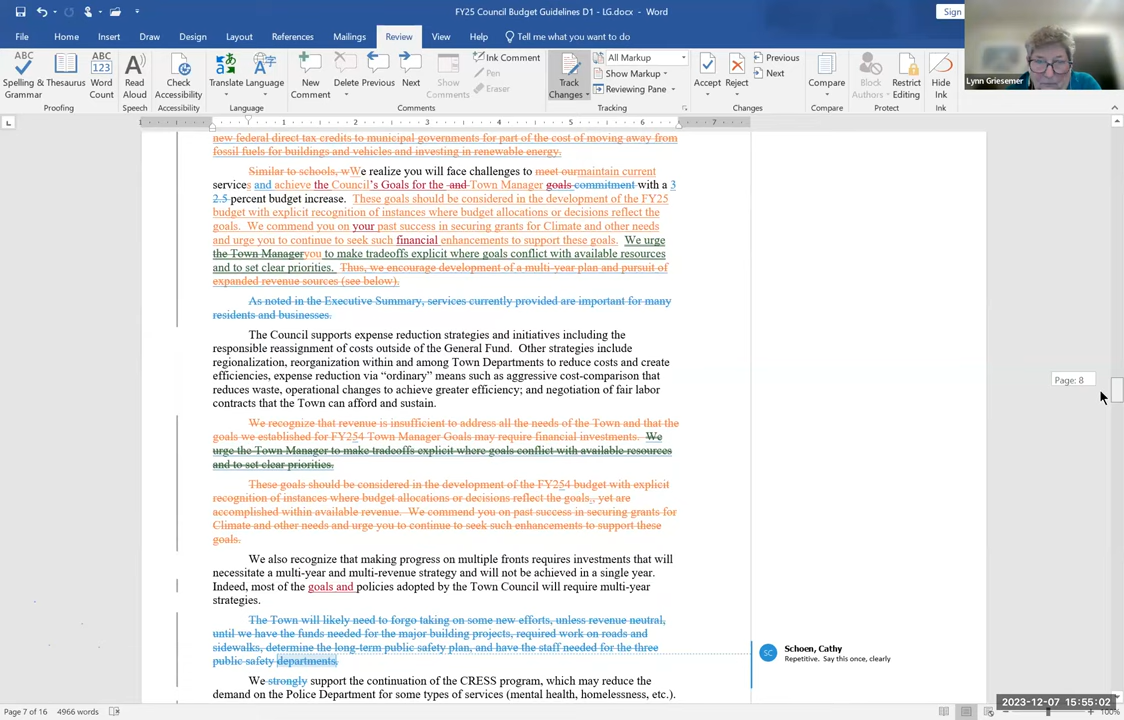 FY25 Council Budget Guidelines D1 - LG.docx - Word
Sign
File Home Insert Draw Design Layout References Mailings Review View Help Tell me what you want to do
Lynn Griesemer
Spelling & Grammar
Thesaurus
Word Count
Read Aloud
Check Accessibility
Translate
Language
New Comment
Delete
Previous
Next
Show Comments
Ink Comment
Pen
Eraser
Track Changes
All Markup
Show Markup
Reviewing Pane
Accept
Reject
Previous
Next
Compare
Block Authors
Restrict Editing
Hide Ink
Proofing Speech Accessibility Language Comments Tracking Changes Compare Protect Ink
1 1 2 3 4 5 6 7
new federal direct tax credits to municipal governments for part of the cost of moving away from
fossil fuels for buildings and vehicles and investing in renewable energy.
Similar to schools, wWe realize you will face challenges to meet ourmaintain current
services and achieve the Council's Goals for the and Town Manager goals commitment with a 3
2.5 percent budget increase. These goals should be considered in the development of the FY25
budget with explicit recognition of instances where budget allocations or decisions reflect the
goals. We commend you on your past success in securing grants for Climate and other needs
and urge you to continue to seek such financial enhancements to support these goals. We urge
the Town Manageryou to make tradeoffs explicit where goals conflict with available resources
and to set clear priorities. Thus, we encourage development of a multi-year plan and pursuit of
expanded revenue sources (see below).
As noted in the Executive Summary, services currently provided are important for many
residents and businesses.
The Council supports expense reduction strategies and initiatives including the
responsible reassignment of costs outside of the General Fund. Other strategies include
regionalization, reorganization within and among Town Departments to reduce costs and create
efficiencies, expense reduction via “ordinary” means such as aggressive cost-comparison that
reduces waste, operational changes to achieve greater efficiency; and negotiation of fair labor
contracts that the Town can afford and sustain.
Page: 8
We recognize that revenue is insufficient to address all the needs of the Town and that the
goals we established for FY254 Town Manager Goals may require financial investments. We
urge the Town Manager to make tradeoffs explicit where goals conflict with available resources
and to set clear priorities.
These goals should be considered in the development of the FY254 budget with explicit
recognition of instances where budget allocations or decisions reflect the goals., yet are
accomplished within available revenue. We commend you on past success in securing grants for
Climate and other needs and urge you to continue to seek such enhancements to support these
goals.
We also recognize that making progress on multiple fronts requires investments that will
necessitate a multi-year and multi-revenue strategy and will not be achieved in a single year.
Indeed, most of the goals and policies adopted by the Town Council will require multi-year
strategies.
The Town will likely need to forgo taking on some new efforts, unless revenue neutral,
until we have the funds needed for the major building projects, required work on roads and
sidewalks, determine the long-term public safety plan, and have the staff needed for the three
public safety departments.
SC Schoen, Cathy
Repetitive. Say this once, clearly
We strongly support the continuation of the CRESS program, which may reduce the
demand on the Police Department for some types of services (mental health, homelessness, etc.).
2023-12-07 15:55:02
Page 7 of 16 4966 words
100%